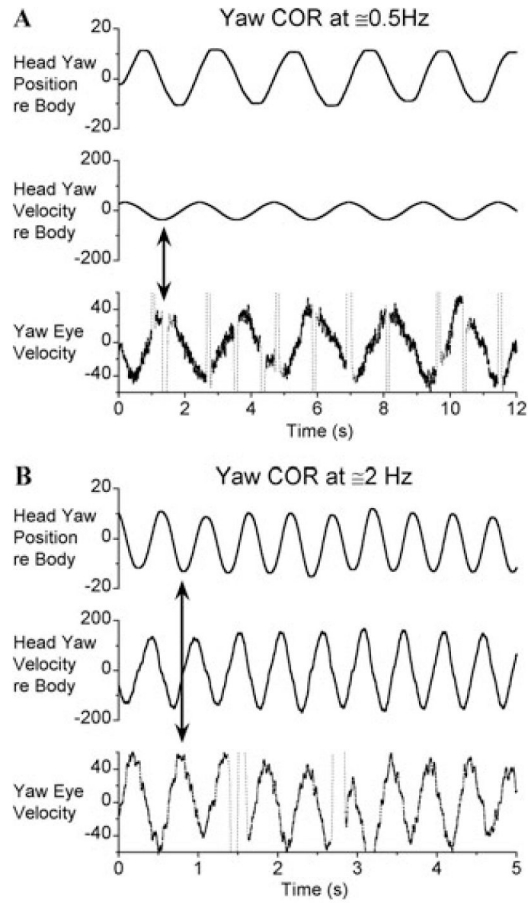 A Yaw COR at ≅0.5Hz
20
Head Yaw
Position
re Body
0
-20
200
Head Yaw
Velocity
re Body
0
-200
40
Yaw Eye
Velocity
0
-40
0 2 4 6 8 10 12
Time (s)
B Yaw COR at ≅2 Hz
20
Head Yaw
Position
re Body
0
-20
200
Head Yaw
Velocity
re Body
0
-200
40
Yaw Eye
Velocity
0
-40
0 1 2 3 4 5
Time (s)